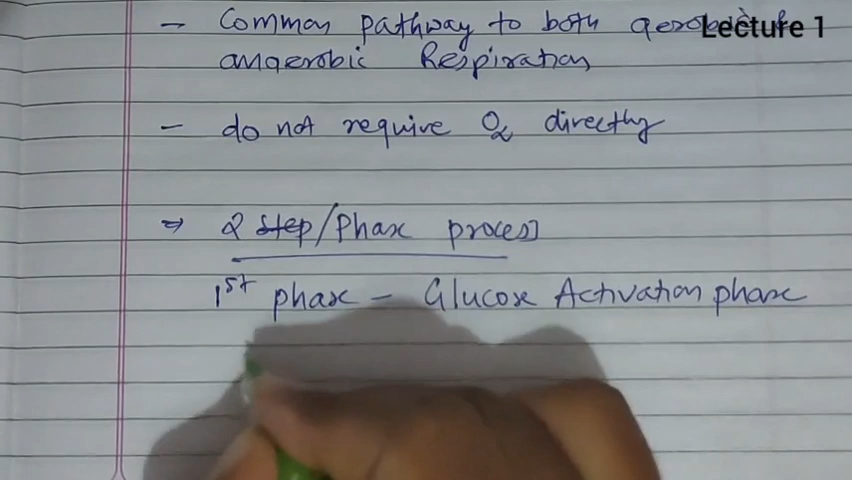 - Common pathway to both aerobic &
Lecture 1
anaerobic Respiration
- do not require O₂ directly
⇒ 2 Step/Phase process
1st phase - Glucose Activation phase